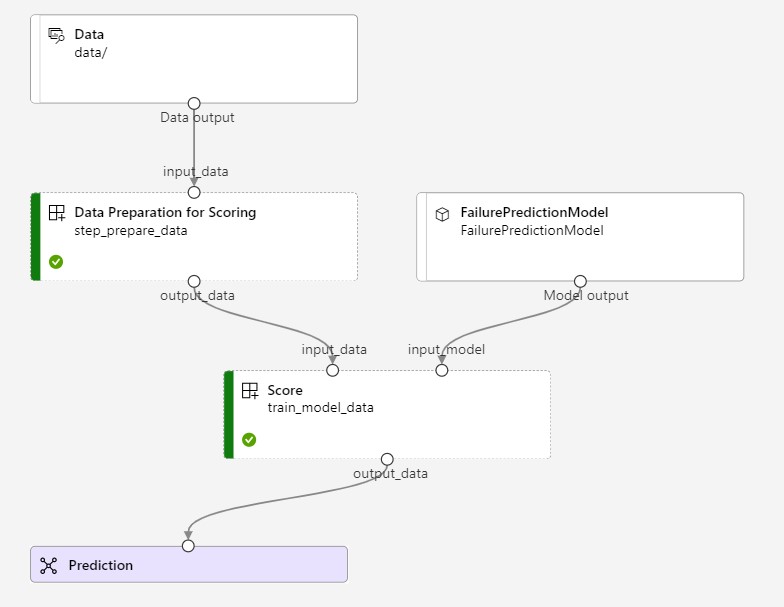 Data
data/
Data output
input_data
Data Preparation for Scoring
step_prepare_data
output_data
FailurePredictionModel
FailurePredictionModel
Model output
input_data
input_model
Score
train_model_data
output_data
Prediction